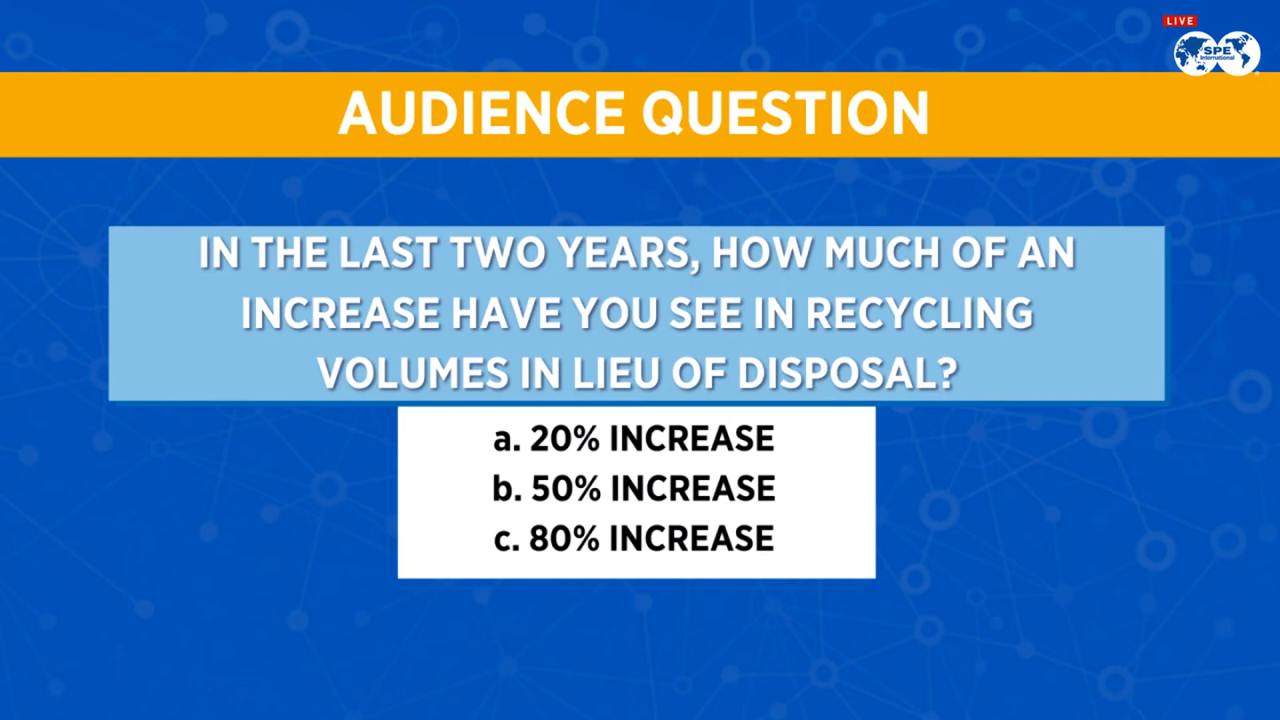 LIVE
SPE
International
AUDIENCE QUESTION
IN THE LAST TWO YEARS, HOW MUCH OF AN
INCREASE HAVE YOU SEE IN RECYCLING
VOLUMES IN LIEU OF DISPOSAL?
a. 20% INCREASE
b. 50% INCREASE
c. 80% INCREASE